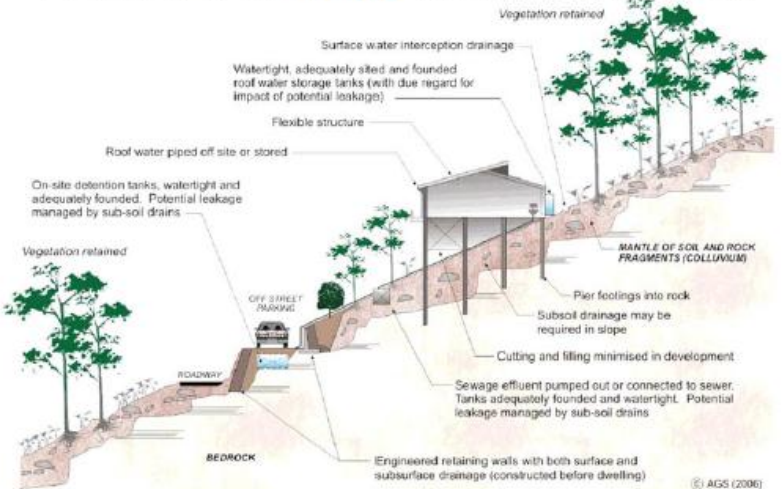 Vegetation retained
Surface water interception drainage
Watertight, adequately sited and founded
roof water storage tanks (with due regard for
impact of potential leakage)
Flexible structure
Roof water piped off site or stored
On-site detention tanks, watertight and
adequately founded. Potential leakage
managed by sub-soil drains
Vegetation retained
OFF STREET
PARKING
MANTLE OF SOIL AND ROCK
FRAGMENTS (COLLUVIUM)
Pier footings into rock
Subsoil drainage may be
required in slope
Cutting and filling minimised in development
ROADWAY
Sewage effluent pumped out or connected to sewer.
Tanks adequately founded and watertight. Potential
leakage managed by sub-soil drains
BEDROCK
Engineered retaining walls with both surface and
subsurface drainage (constructed before dwelling)
© AGS (2006)